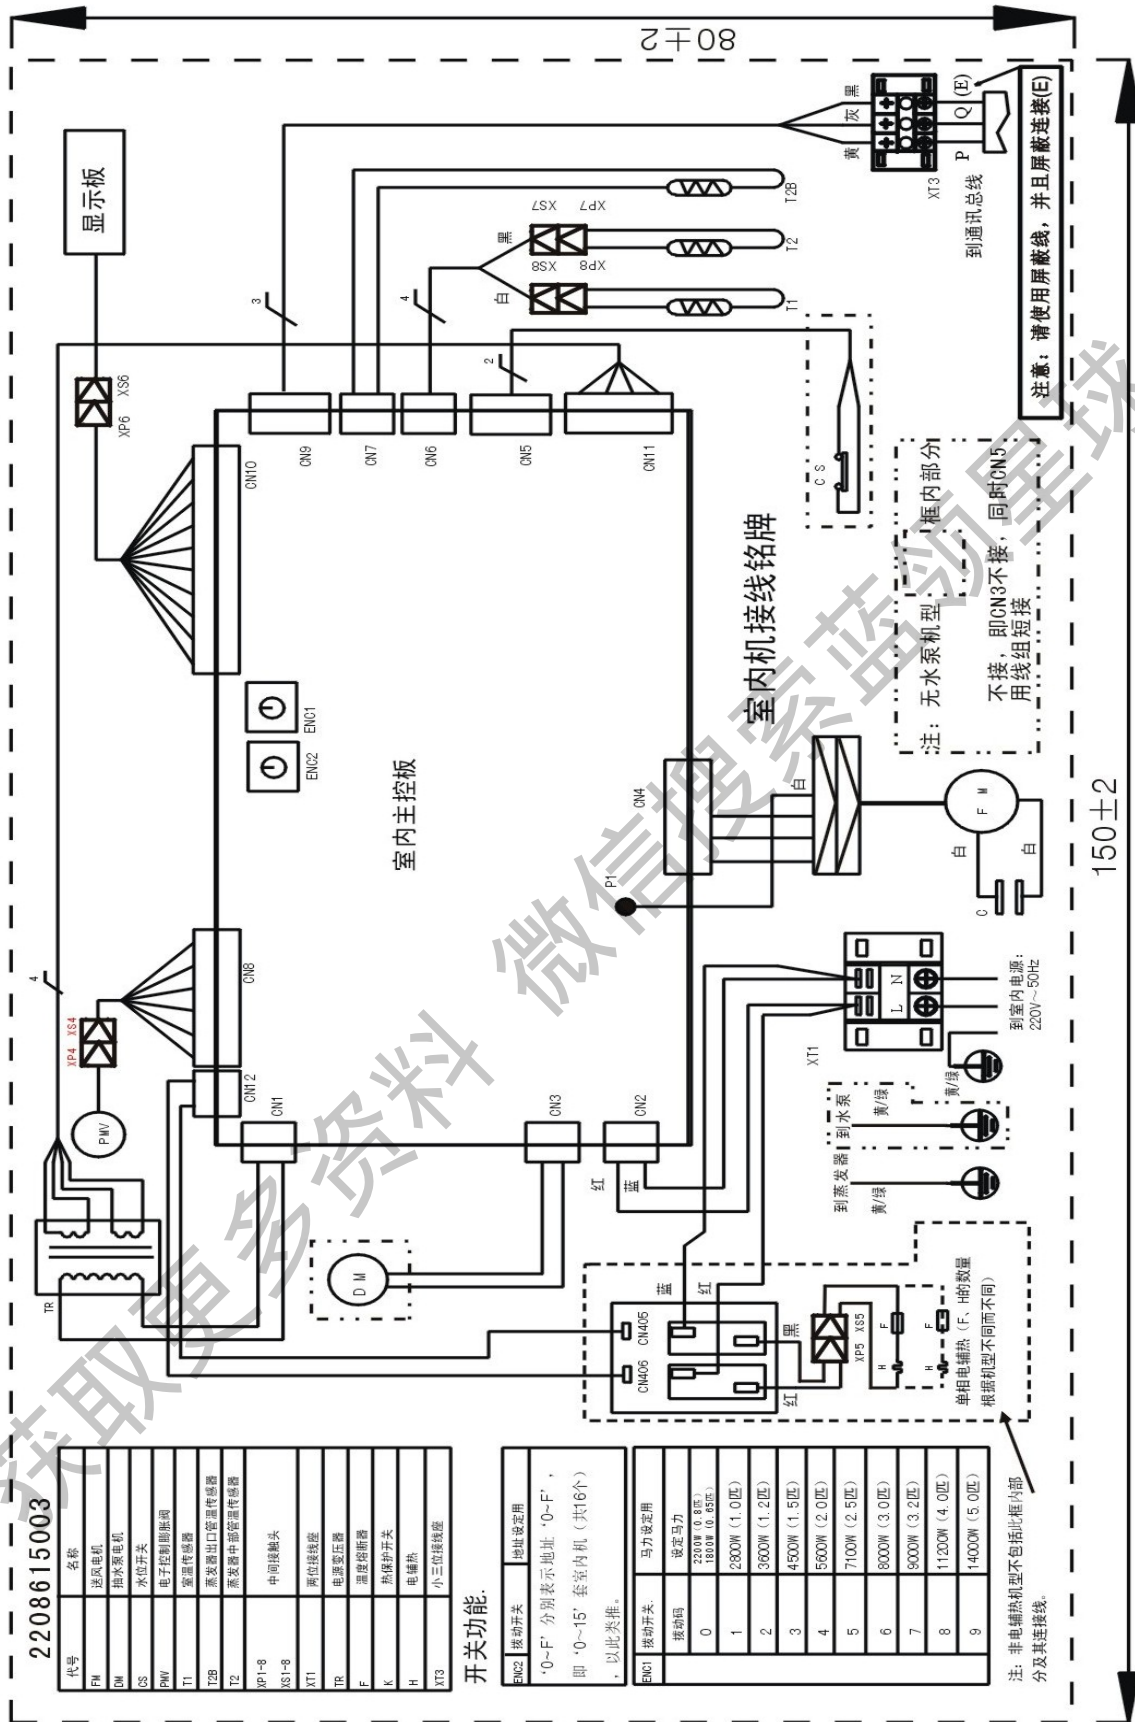 220861500​3
代号 名称
FM 送风电机
DM 抽水泵电机
CS 水位开关
PMV 电子控制膨胀阀
T1 室温传感器
T2B 蒸发器出口管温传感器
T2 蒸发器中部管温传感器
XP1-8 中间接触头
XS1-8
XT1 两位接线座
TR 电源变压器
F 温度熔断器
K 热保护开关
H 电辅热
XT3 小三位接线座
开关功能.
ENC2 拨动开关 地址设定用
'0~F' 分别表示地址 '0~F',
即 '0~15' 套室内机 (共16个)
,以此类推。
ENC1 拨动开关. 马力设定用
拨动码 设定马力
0 2200W (0.8匹)
1800W (0.65匹)
1 2800W (1.0匹)
2 3600W (1.2匹)
3 4500W (1.5匹)
4 5600W (2.0匹)
5 7100W (2.5匹)
6 8000W (3.0匹)
7 9000W (3.2匹)
8 11200W (4.0匹)
9 14000W (5.0匹)
注: 非电辅热机型不包括此框内部
分及其连接线。
TR
PMV
XP4 XS4
4
XP6 XS6
显示板
CN12
CN8
CN10
CN1
CN3
CN2
CN4
CN9
CN7
CN6
CN5
CN11
ENC2
ENC1
室内主控板
P1
D M
红
蓝
CN406
CN405
蓝
红
黑
红
XP5 XS5
H F
H F
单相电辅热 (F、H的数量
根据机型不同而不同)
到蒸发器
黄/绿
到水泵
黄/绿
黄/绿
XT1
L N
到室内电源:
220V~50Hz
白
F M
白
白
C
室内机接线铭牌
3
4
2
白
黑
XS8 XP8
XS7 XP7
T1
T2
T2B
C S
黄 灰 黑
XT3
P Q (E)
到通讯总线
注意: 请使用屏蔽线, 并且屏蔽连接(E)
注: 无水泵机型 框内部分
不接, 即CN3不接, 同时CN5
用线组短接
80±2
150±2
获取更多资料 微信搜索蓝领星球